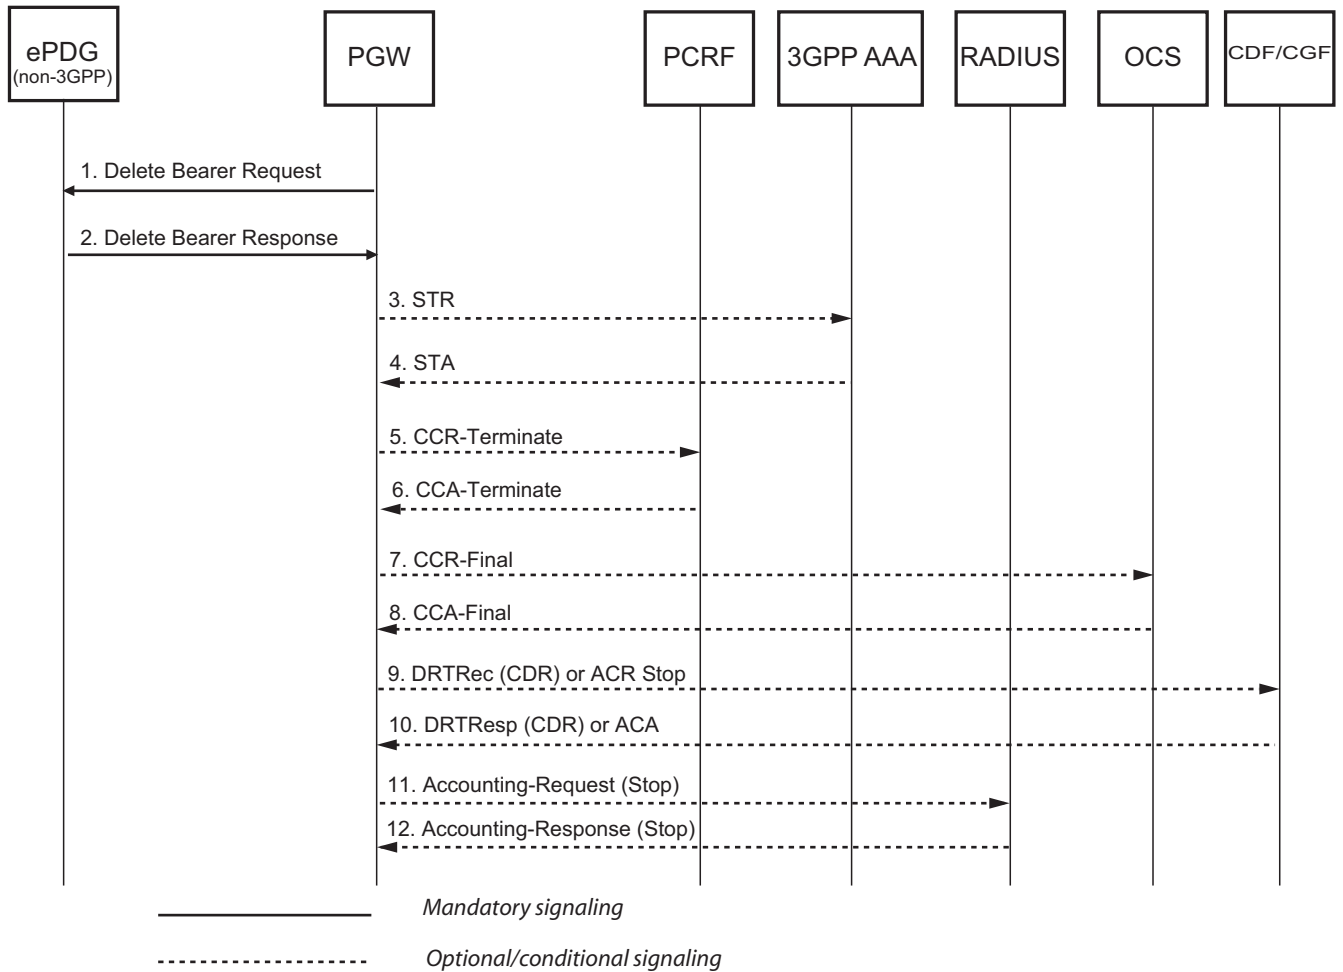 ePDG
(non-3GPP)
PGW
PCRF
3GPP AAA
RADIUS
OCS
CDF/CGF
1. Delete Bearer Request
2. Delete Bearer Response
3. STR
4. STA
5. CCR-Terminate
6. CCA-Terminate
7. CCR-Final
8. CCA-Final
9. DRTRec (CDR) or ACR Stop
10. DRTResp (CDR) or ACA
11. Accounting-Request (Stop)
12. Accounting-Response (Stop)
Mandatory signaling
Optional/conditional signaling